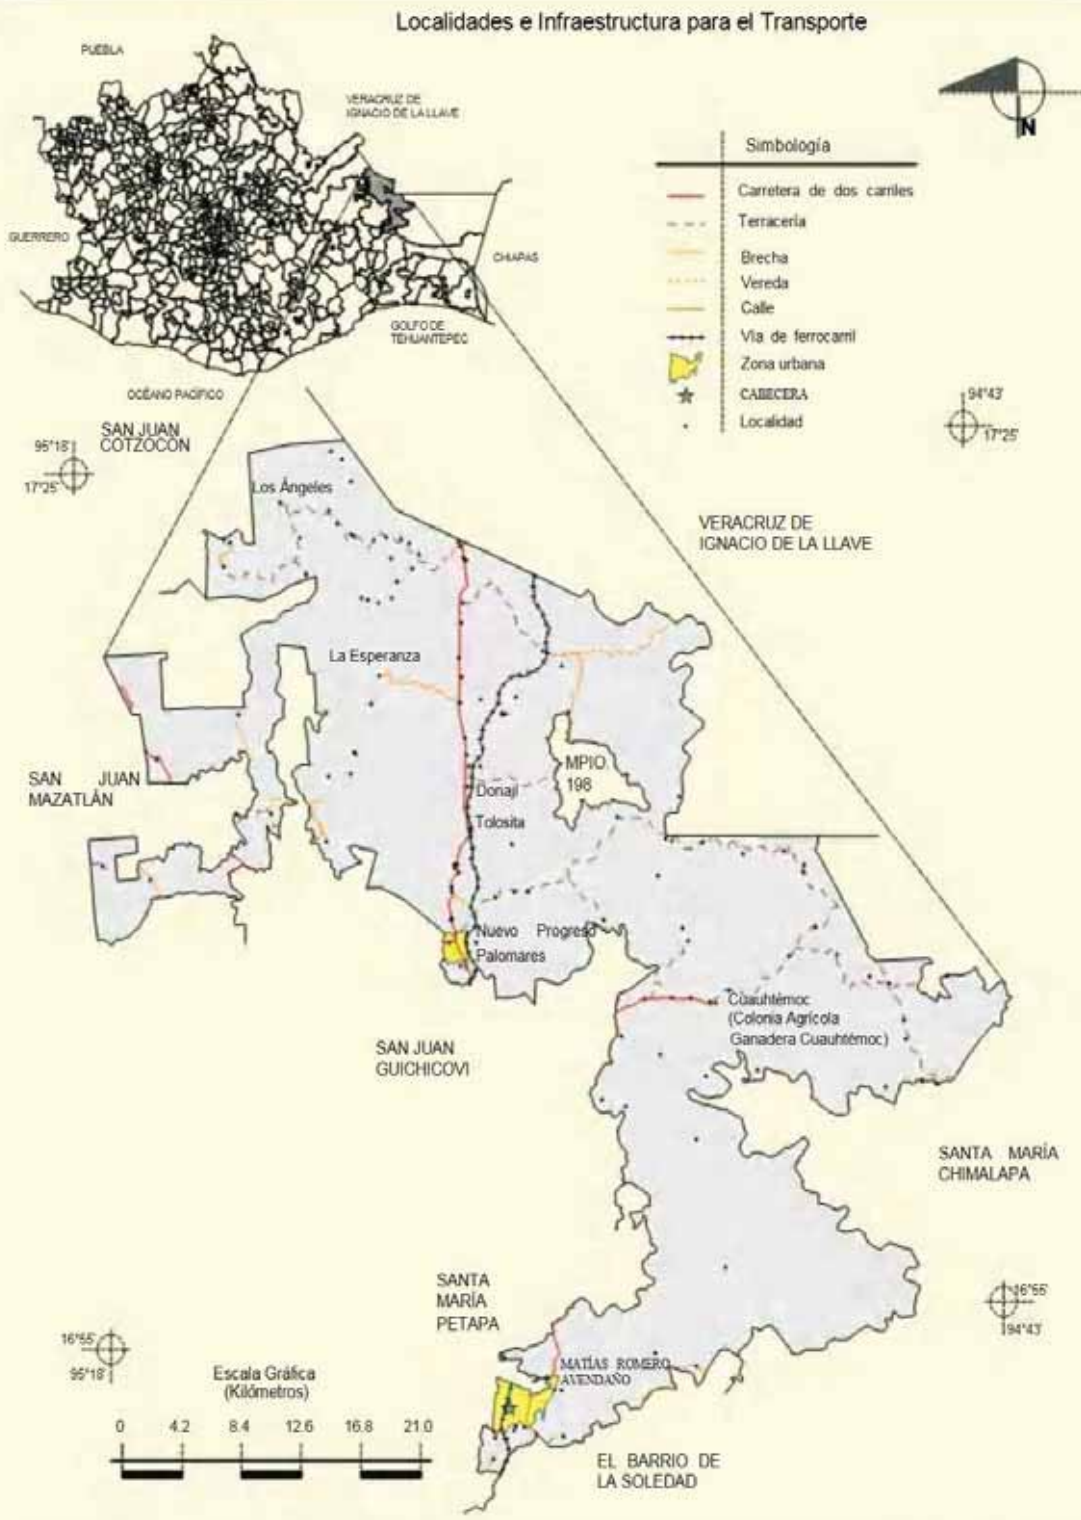 Localidades e Infraestructura para el Transporte
PUEBLA
VERACRUZ DE
IGNACIO DE LA LLAVE
GUERRERO
CHIAPAS
GOLFO DE
TEHUANTEPEC
OCÉANO PACÍFICO
N
Simbología
Carretera de dos carriles
Terracería
Brecha
Vereda
Calle
Vía de ferrocarril
Zona urbana
CABECERA
Localidad
95°18'
17°25'
94°43'
17°25'
SAN JUAN
COTZOCÓN
Los Ángeles
VERACRUZ DE
IGNACIO DE LA LLAVE
La Esperanza
SAN JUAN
MAZATLÁN
MPIO.
198
Donají
Tolosita
Nuevo Progreso
Palomares
Cuauhtémoc
(Colonia Agrícola
Ganadera Cuauhtémoc)
SAN JUAN
GUICHICOVI
SANTA MARÍA
CHIMALAPA
SANTA
MARÍA
PETAPA
16°55'
94°43'
16°55'
95°18'
MATÍAS ROMERO
AVENDAÑO
Escala Gráfica
(Kilómetros)
0 4.2 8.4 12.6 16.8 21.0
EL BARRIO DE
LA SOLEDAD